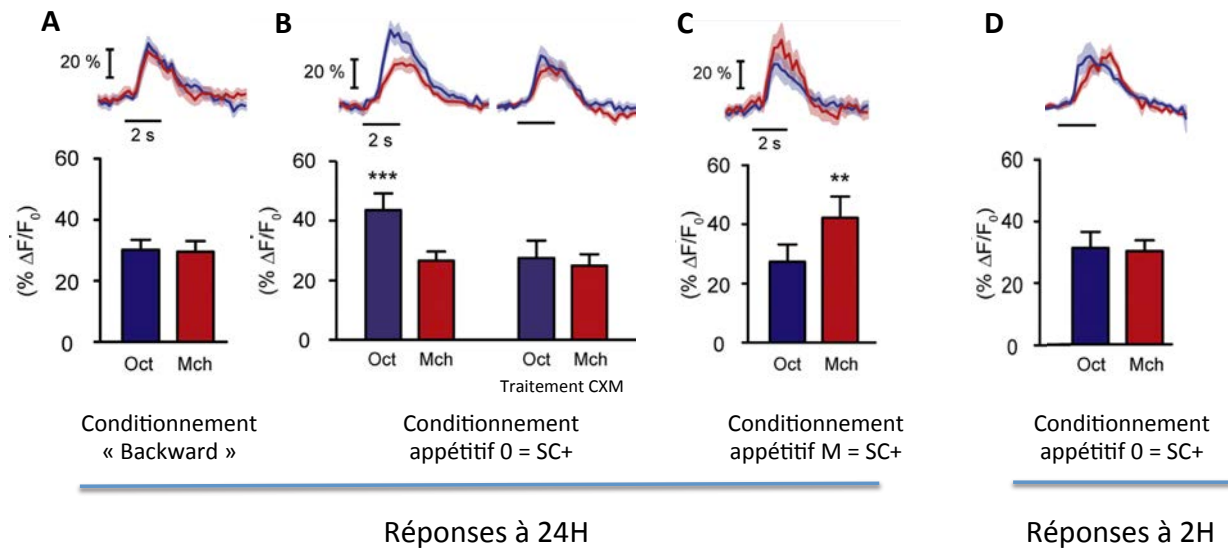 A
20 %
2 s
60
40
20
0
(% ΔF/F0)
Oct Mch
Conditionnement
« Backward »
B
20 %
2 s
60
40
20
0
(% ΔF/F0)
***
Oct Mch Oct Mch
Traitement CXM
Conditionnement
appétitif 0 = SC+
C
20 %
2 s
60
40
20
0
(% ΔF/F0)
**
Oct Mch
Conditionnement
appétitif M = SC+
D
60
40
20
0
(% ΔF/F0)
Oct Mch
Conditionnement
appétitif 0 = SC+
Réponses à 24H
Réponses à 2H